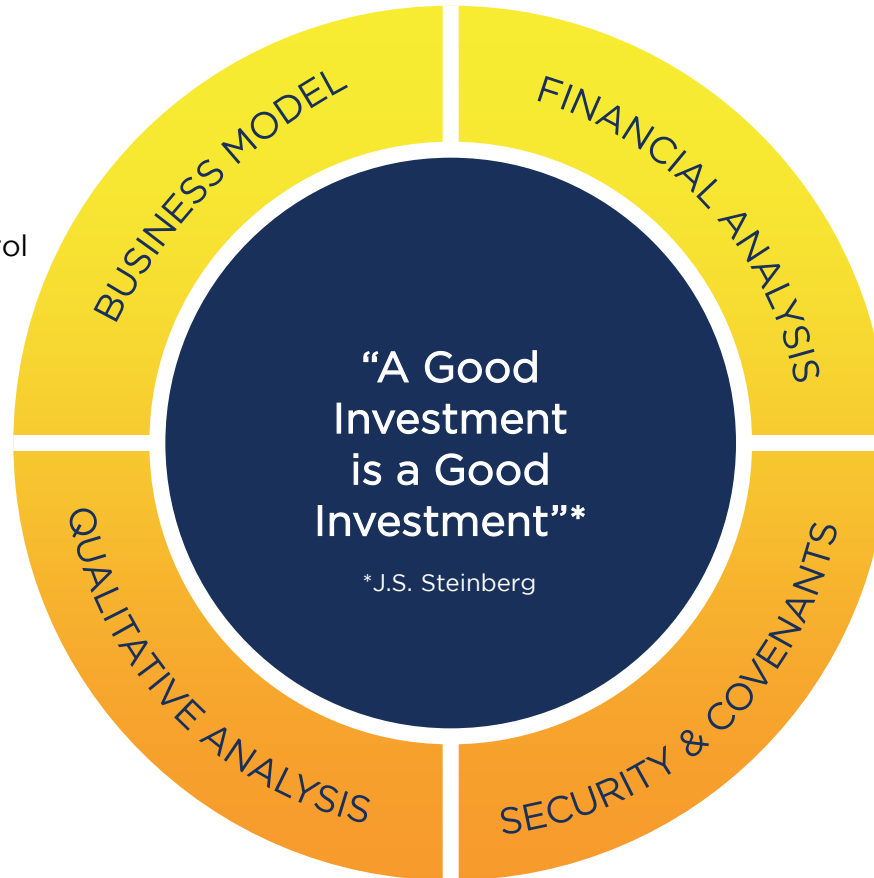 BUSINESS MODEL
FINANCIAL ANALYSIS
“A Good
Investment
is a Good
Investment”*
*J.S. Steinberg
QUALITATIVE ANALYSIS
SECURITY & COVENANTS